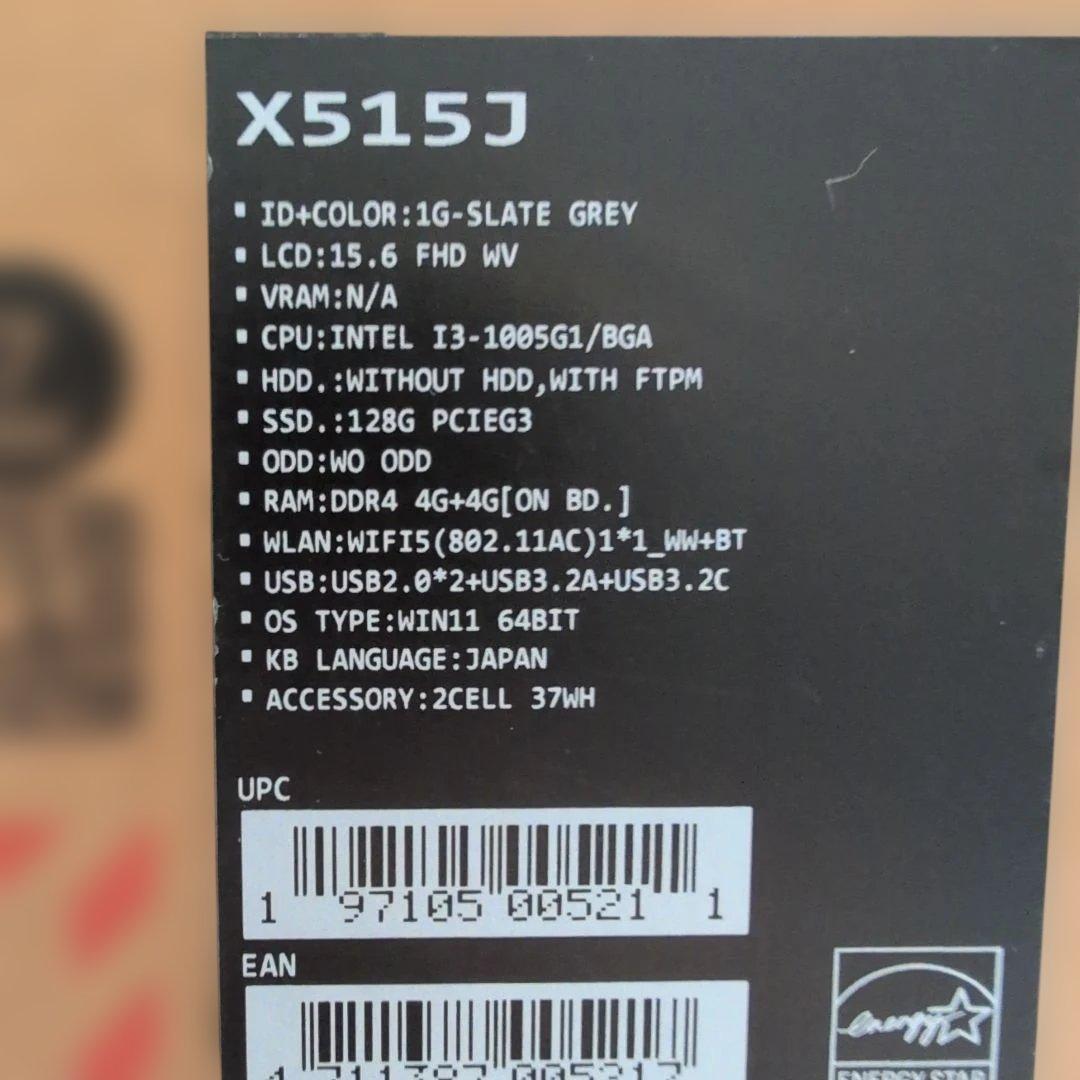 X515J
▪ ID+COLOR:1G-SLATE GREY
▪ LCD:15.6 FHD WV
▪ VRAM:N/A
▪ CPU:INTEL I3-1005G1/BGA
▪ HDD.:WITHOUT HDD,WITH FTPM
▪ SSD.:128G PCIEG3
▪ ODD:WO ODD
▪ RAM:DDR4 4G+4G[ON BD.]
▪ WLAN:WIFI5(802.11AC)1*1_WW+BT
▪ USB:USB2.0*2+USB3.2A+USB3.2C
▪ OS TYPE:WIN11 64BIT
▪ KB LANGUAGE:JAPAN
▪ ACCESSORY:2CELL 37WH
UPC
1 97105 00521 1
EAN
energy
ENERGY STAR